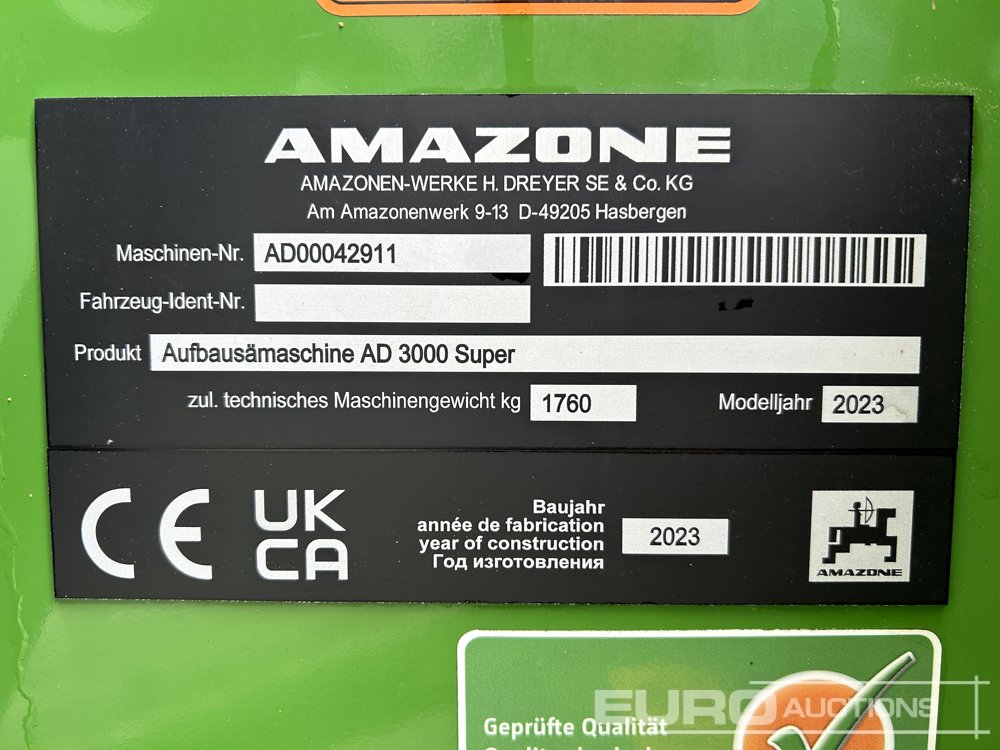 AMAZONE
AMAZONEN-WERKE H. DREYER SE & Co. KG
Am Amazonenwerk 9-13 D-49205 Hasbergen
Maschinen-Nr. AD00042911
Fahrzeug-Ident-Nr.
Produkt Aufbausämaschine AD 3000 Super
zul. technisches Maschinengewicht kg 1760 Modelljahr 2023
CE UK
CA
Baujahr
année de fabrication
year of construction 2023
Год изготовления
AMAZONE
Geprüfte Qualität
EURO AUCTIONS